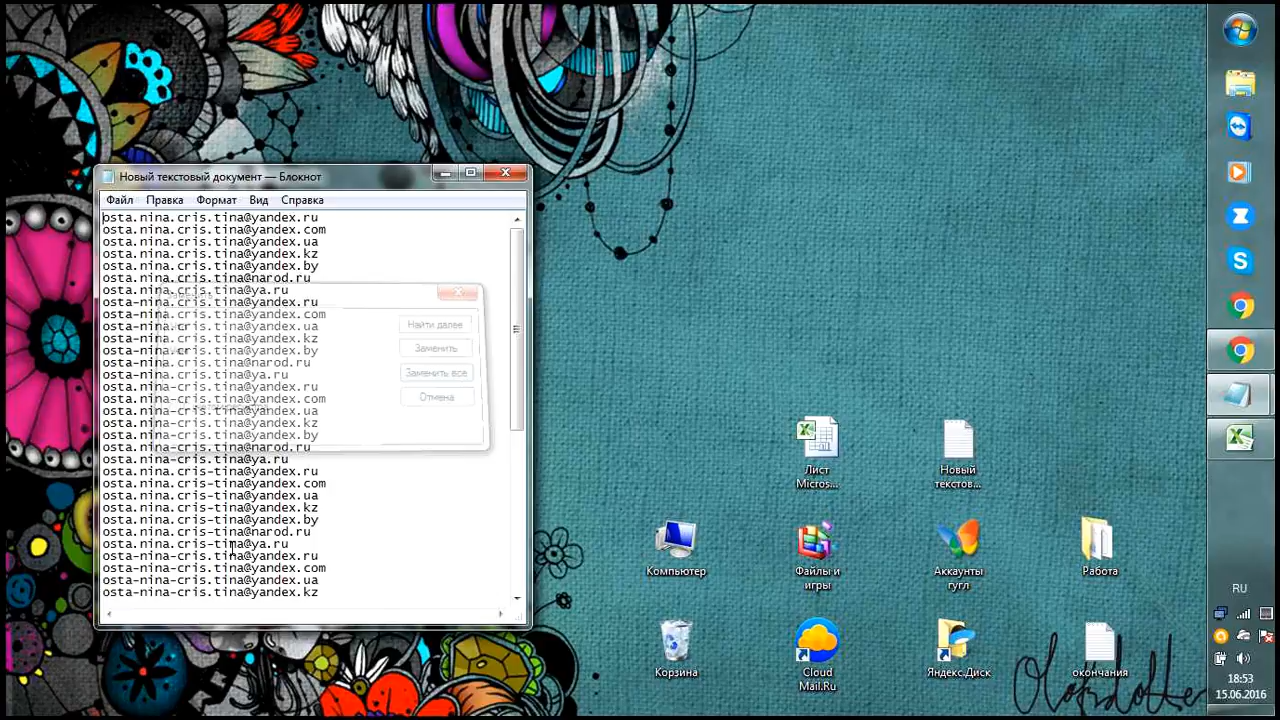 Новый текстовый документ — Блокнот
Файл Правка Формат Вид Справка
osta.nina.cris.tina@yandex.ru
osta.nina.cris.tina@yandex.com
osta.nina.cris.tina@yandex.ua
osta.nina.cris.tina@yandex.kz
osta.nina.cris.tina@yandex.by
osta.nina.cris.tina@narod.ru
osta.nina.cris.tina@ya.ru
osta-nina.cris.tina@yandex.ru
osta-nina.cris.tina@yandex.com
osta-nina.cris.tina@yandex.ua
osta-nina.cris.tina@yandex.kz
osta-nina.cris.tina@yandex.by
osta-nina.cris.tina@narod.ru
osta-nina.cris.tina@ya.ru
osta.nina-cris.tina@yandex.ru
osta.nina-cris.tina@yandex.com
osta.nina-cris.tina@yandex.ua
osta.nina-cris.tina@yandex.kz
osta.nina-cris.tina@yandex.by
osta.nina-cris.tina@narod.ru
osta.nina-cris.tina@ya.ru
osta.nina.cris-tina@yandex.ru
osta.nina.cris-tina@yandex.com
osta.nina.cris-tina@yandex.ua
osta.nina.cris-tina@yandex.kz
osta.nina.cris-tina@yandex.by
osta.nina.cris-tina@narod.ru
osta.nina.cris-tina@ya.ru
osta-nina-cris.tina@yandex.ru
osta-nina-cris.tina@yandex.com
osta-nina-cris.tina@yandex.ua
osta-nina-cris.tina@yandex.kz
Найти далее
Заменить
Заменить все
Отмена
Лист
Micros...
Новый
текстов...
Компьютер
Файлы и
игры
Аккаунты
гугл
Работа
Корзина
Cloud
Mail.Ru
Яндекс.Диск
окончания
RU
18:53
15.06.2016